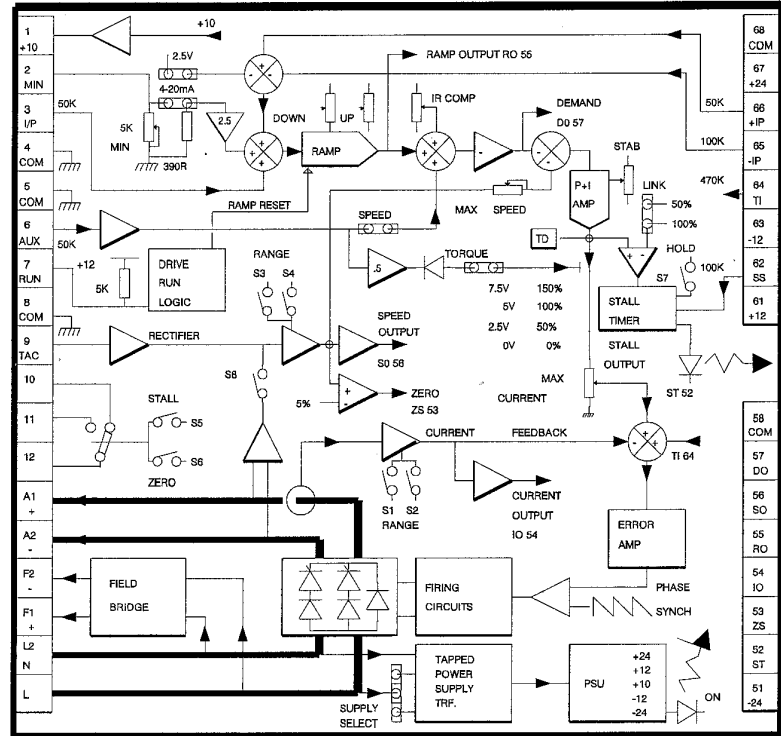 1
+10
2
MIN
3
I/P
4
COM
5
COM
6
AUX
7
RUN
8
COM
9
TAC
10
11
12
A1
+
A2
-
F2
-
F1
+
L2
N
L
+10
2.5V
4-20mA
50K
5K
MIN
390R
2.5
DOWN
UP
RAMP
RAMP OUTPUT RO 55
IR COMP
DEMAND
D0 57
STAB
P+I
AMP
LINK
50%
100%
RAMP RESET
SPEED
MAX SPEED
50K
+12
5K
DRIVE
RUN
LOGIC
RANGE
S3 S4
.5
TORQUE
TD
7.5V 150%
5V 100%
2.5V 50%
0V 0%
HOLD
S7
100K
STALL
TIMER
STALL
OUTPUT
ST 52
RECTIFIER
SPEED
OUTPUT
S0 56
S8
5%
+
-
ZERO
ZS 53
MAX
CURRENT
STALL
S5
S6
ZERO
CURRENT FEEDBACK
TI 64
S1 S2
RANGE
CURRENT
OUTPUT
IO 54
ERROR
AMP
FIELD
BRIDGE
FIRING
CIRCUITS
PHASE
SYNCH
TAPPED
POWER
SUPPLY
TRF.
SUPPLY
SELECT
PSU
+24
+12
+10
-12
-24
ON
50K
100K
470K
68
COM
67
+24
66
+IP
65
-IP
64
TI
63
-12
62
SS
61
+12
58
COM
57
DO
56
SO
55
RO
54
IO
53
ZS
52
ST
51
-24